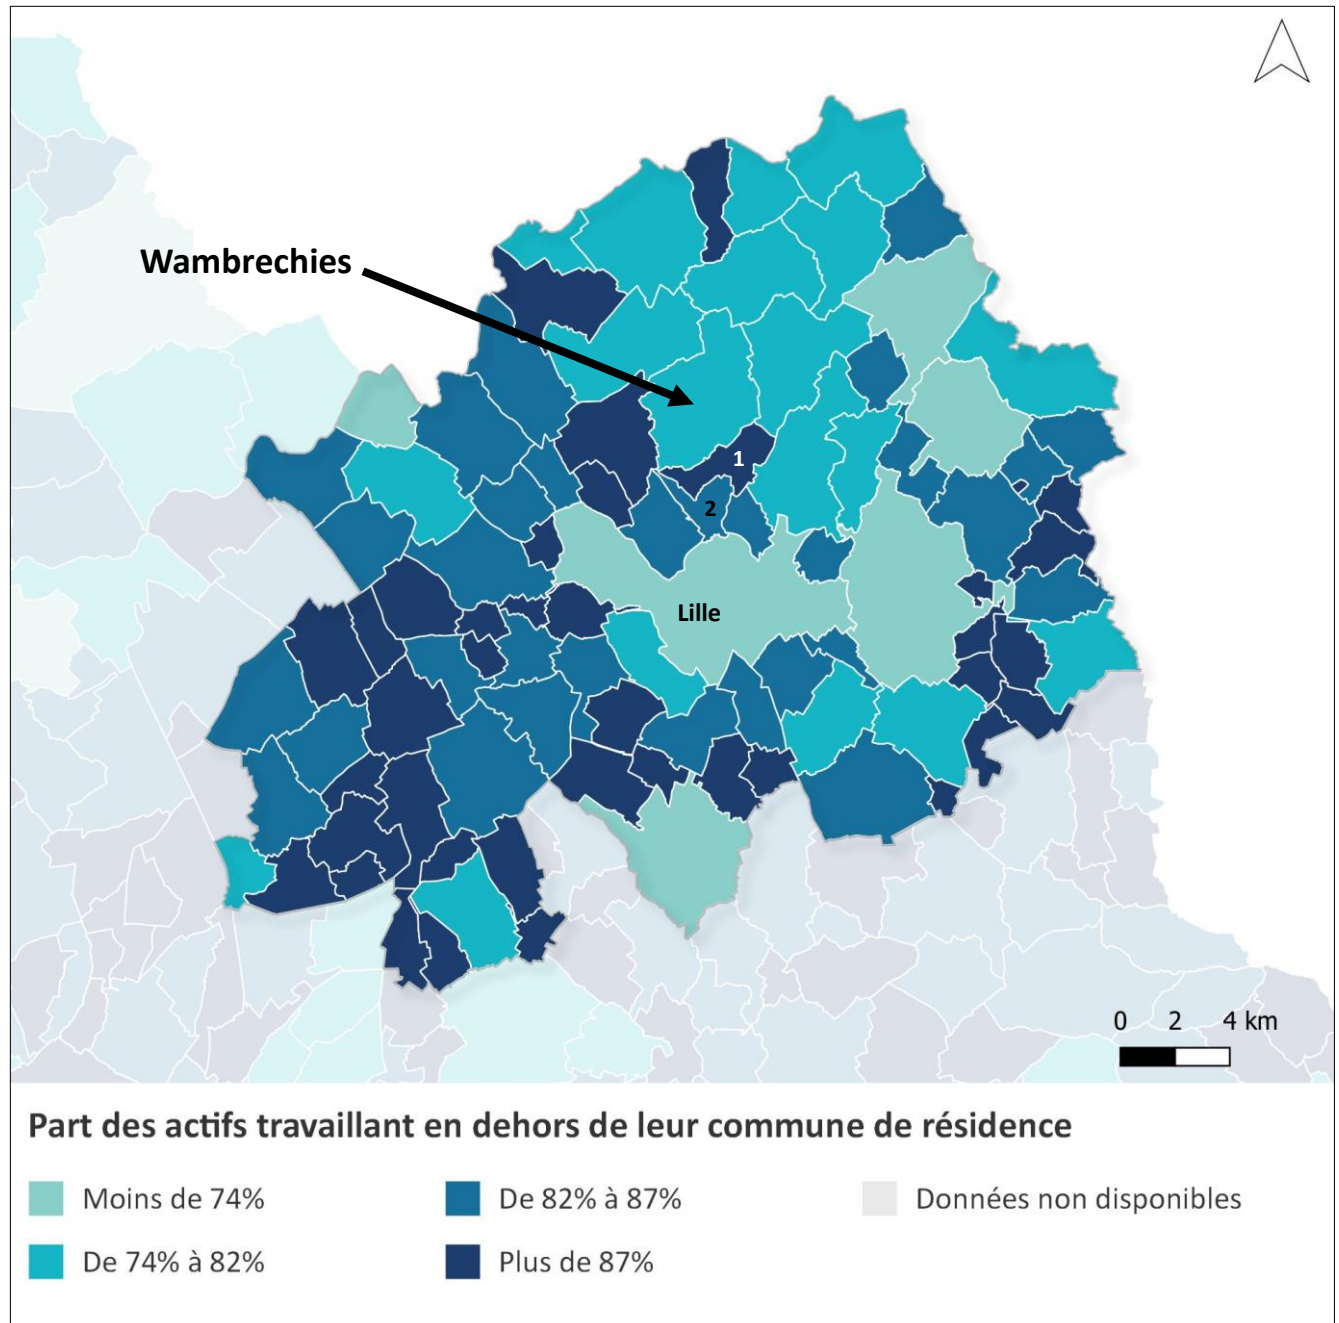 Wambrechies
1
2
Lille
0 2 4 km
Part des actifs travaillant en dehors de leur commune de résidence
Moins de 74%
De 82% à 87%
Données non disponibles
De 74% à 82%
Plus de 87%